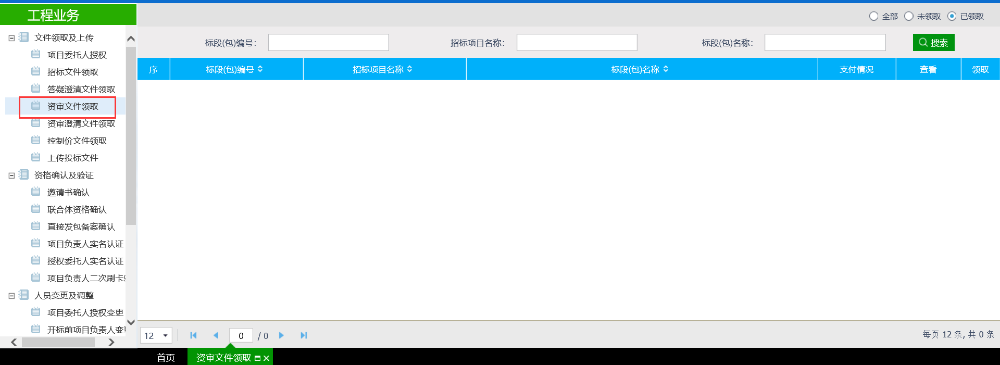 工程业务
全部 未领取 已领取
文件领取及上传
项目委托人授权
招标文件领取
答疑澄清文件领取
资审文件领取
资审澄清文件领取
控制价文件领取
上传投标文件
资格确认及验证
邀请书确认
联合体资格确认
直接发包备案确认
项目负责人实名认证
授权委托人实名认证
项目负责人二次刷卡
人员变更及调整
项目委托人授权变更
开标前项目负责人变
标段(包)编号： 招标项目名称： 标段(包)名称： 搜索
序 标段(包)编号 招标项目名称 标段(包)名称 支付情况 查看 领取
12 0 / 0 每页 12 条, 共 0 条
首页 资审文件领取